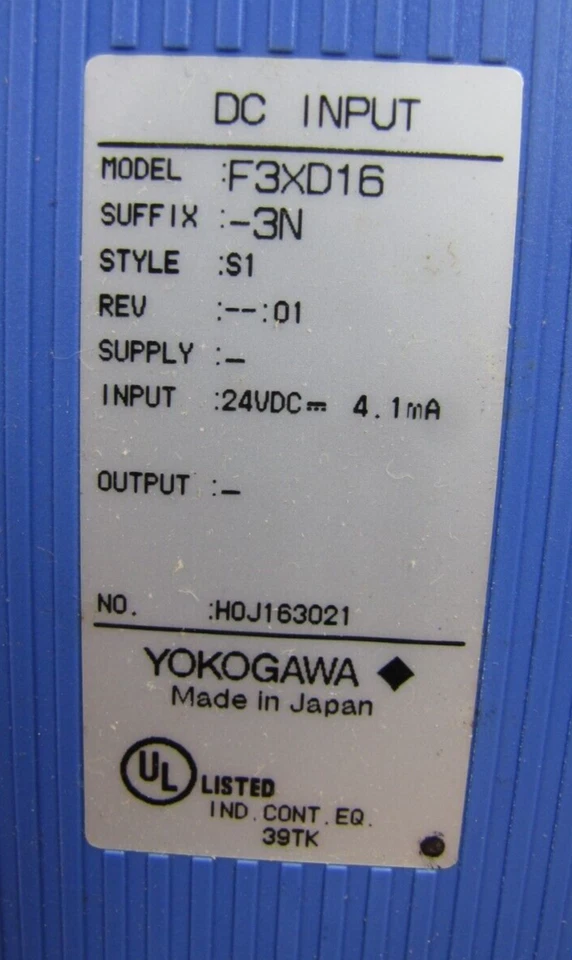 DC INPUT
MODEL :F3XD16
SUFFIX :-3N
STYLE :S1
REV :--:01
SUPPLY :-
INPUT :24VDC⎓ 4.1mA
OUTPUT :-
NO. :H0J163021
YOKOGAWA ◆
Made in Japan
UL LISTED
IND.CONT.EQ.
39TK